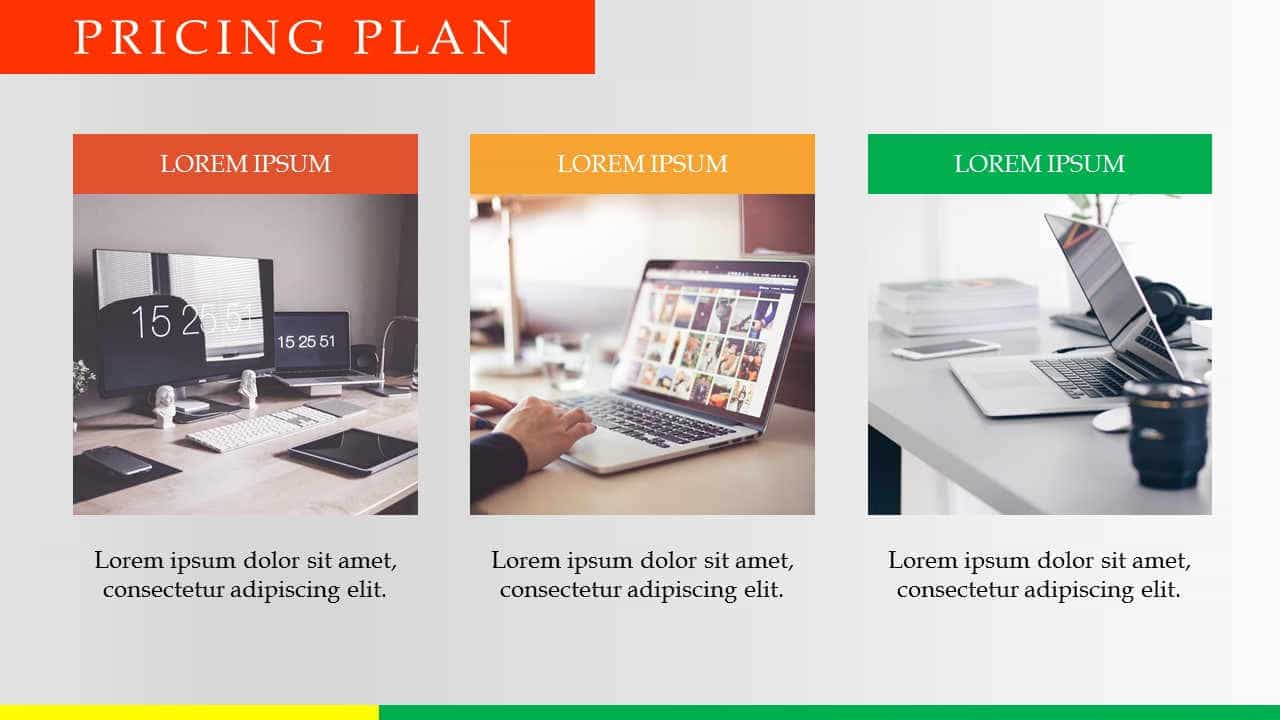 PRICING PLAN
LOREM IPSUM
LOREM IPSUM
LOREM IPSUM
15 25 51
15 25 51
Lorem ipsum dolor sit amet,
consectetur adipiscing elit.
Lorem ipsum dolor sit amet,
consectetur adipiscing elit.
Lorem ipsum dolor sit amet,
consectetur adipiscing elit.